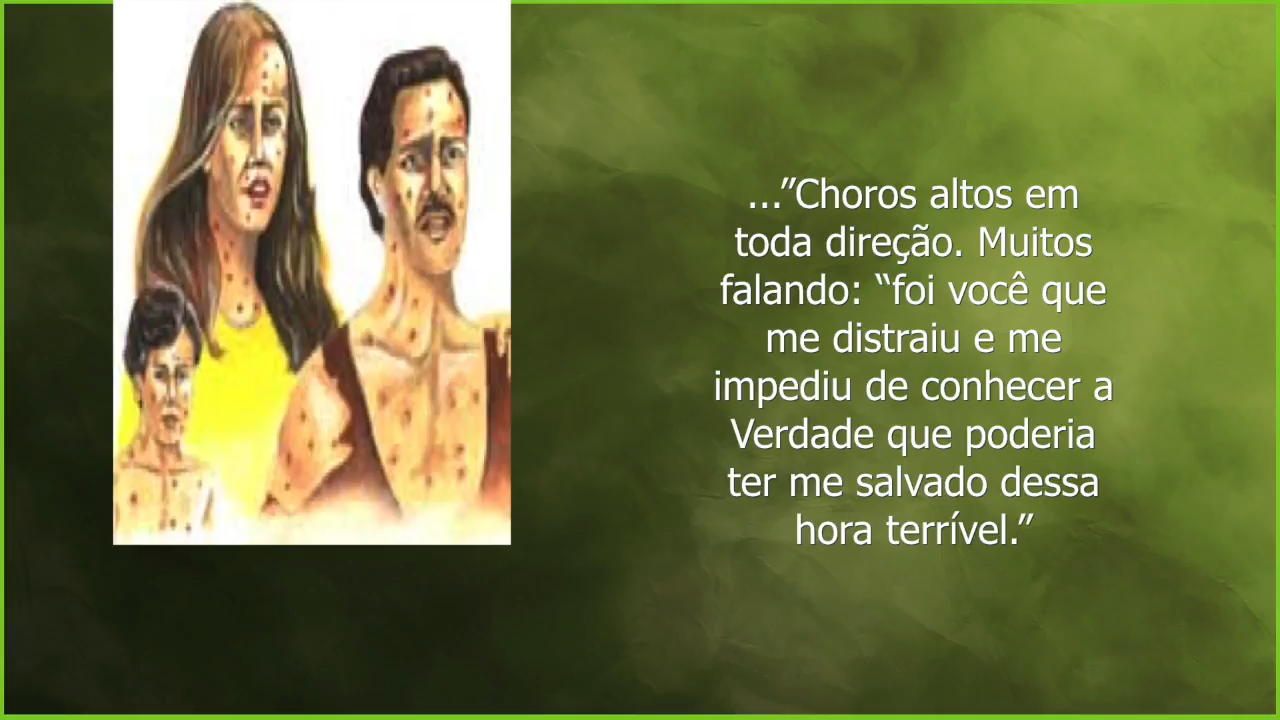 ...”Choros altos em
toda direção. Muitos
falando: “foi você que
me distraiu e me
impediu de conhecer a
Verdade que poderia
ter me salvado dessa
hora terrível.”